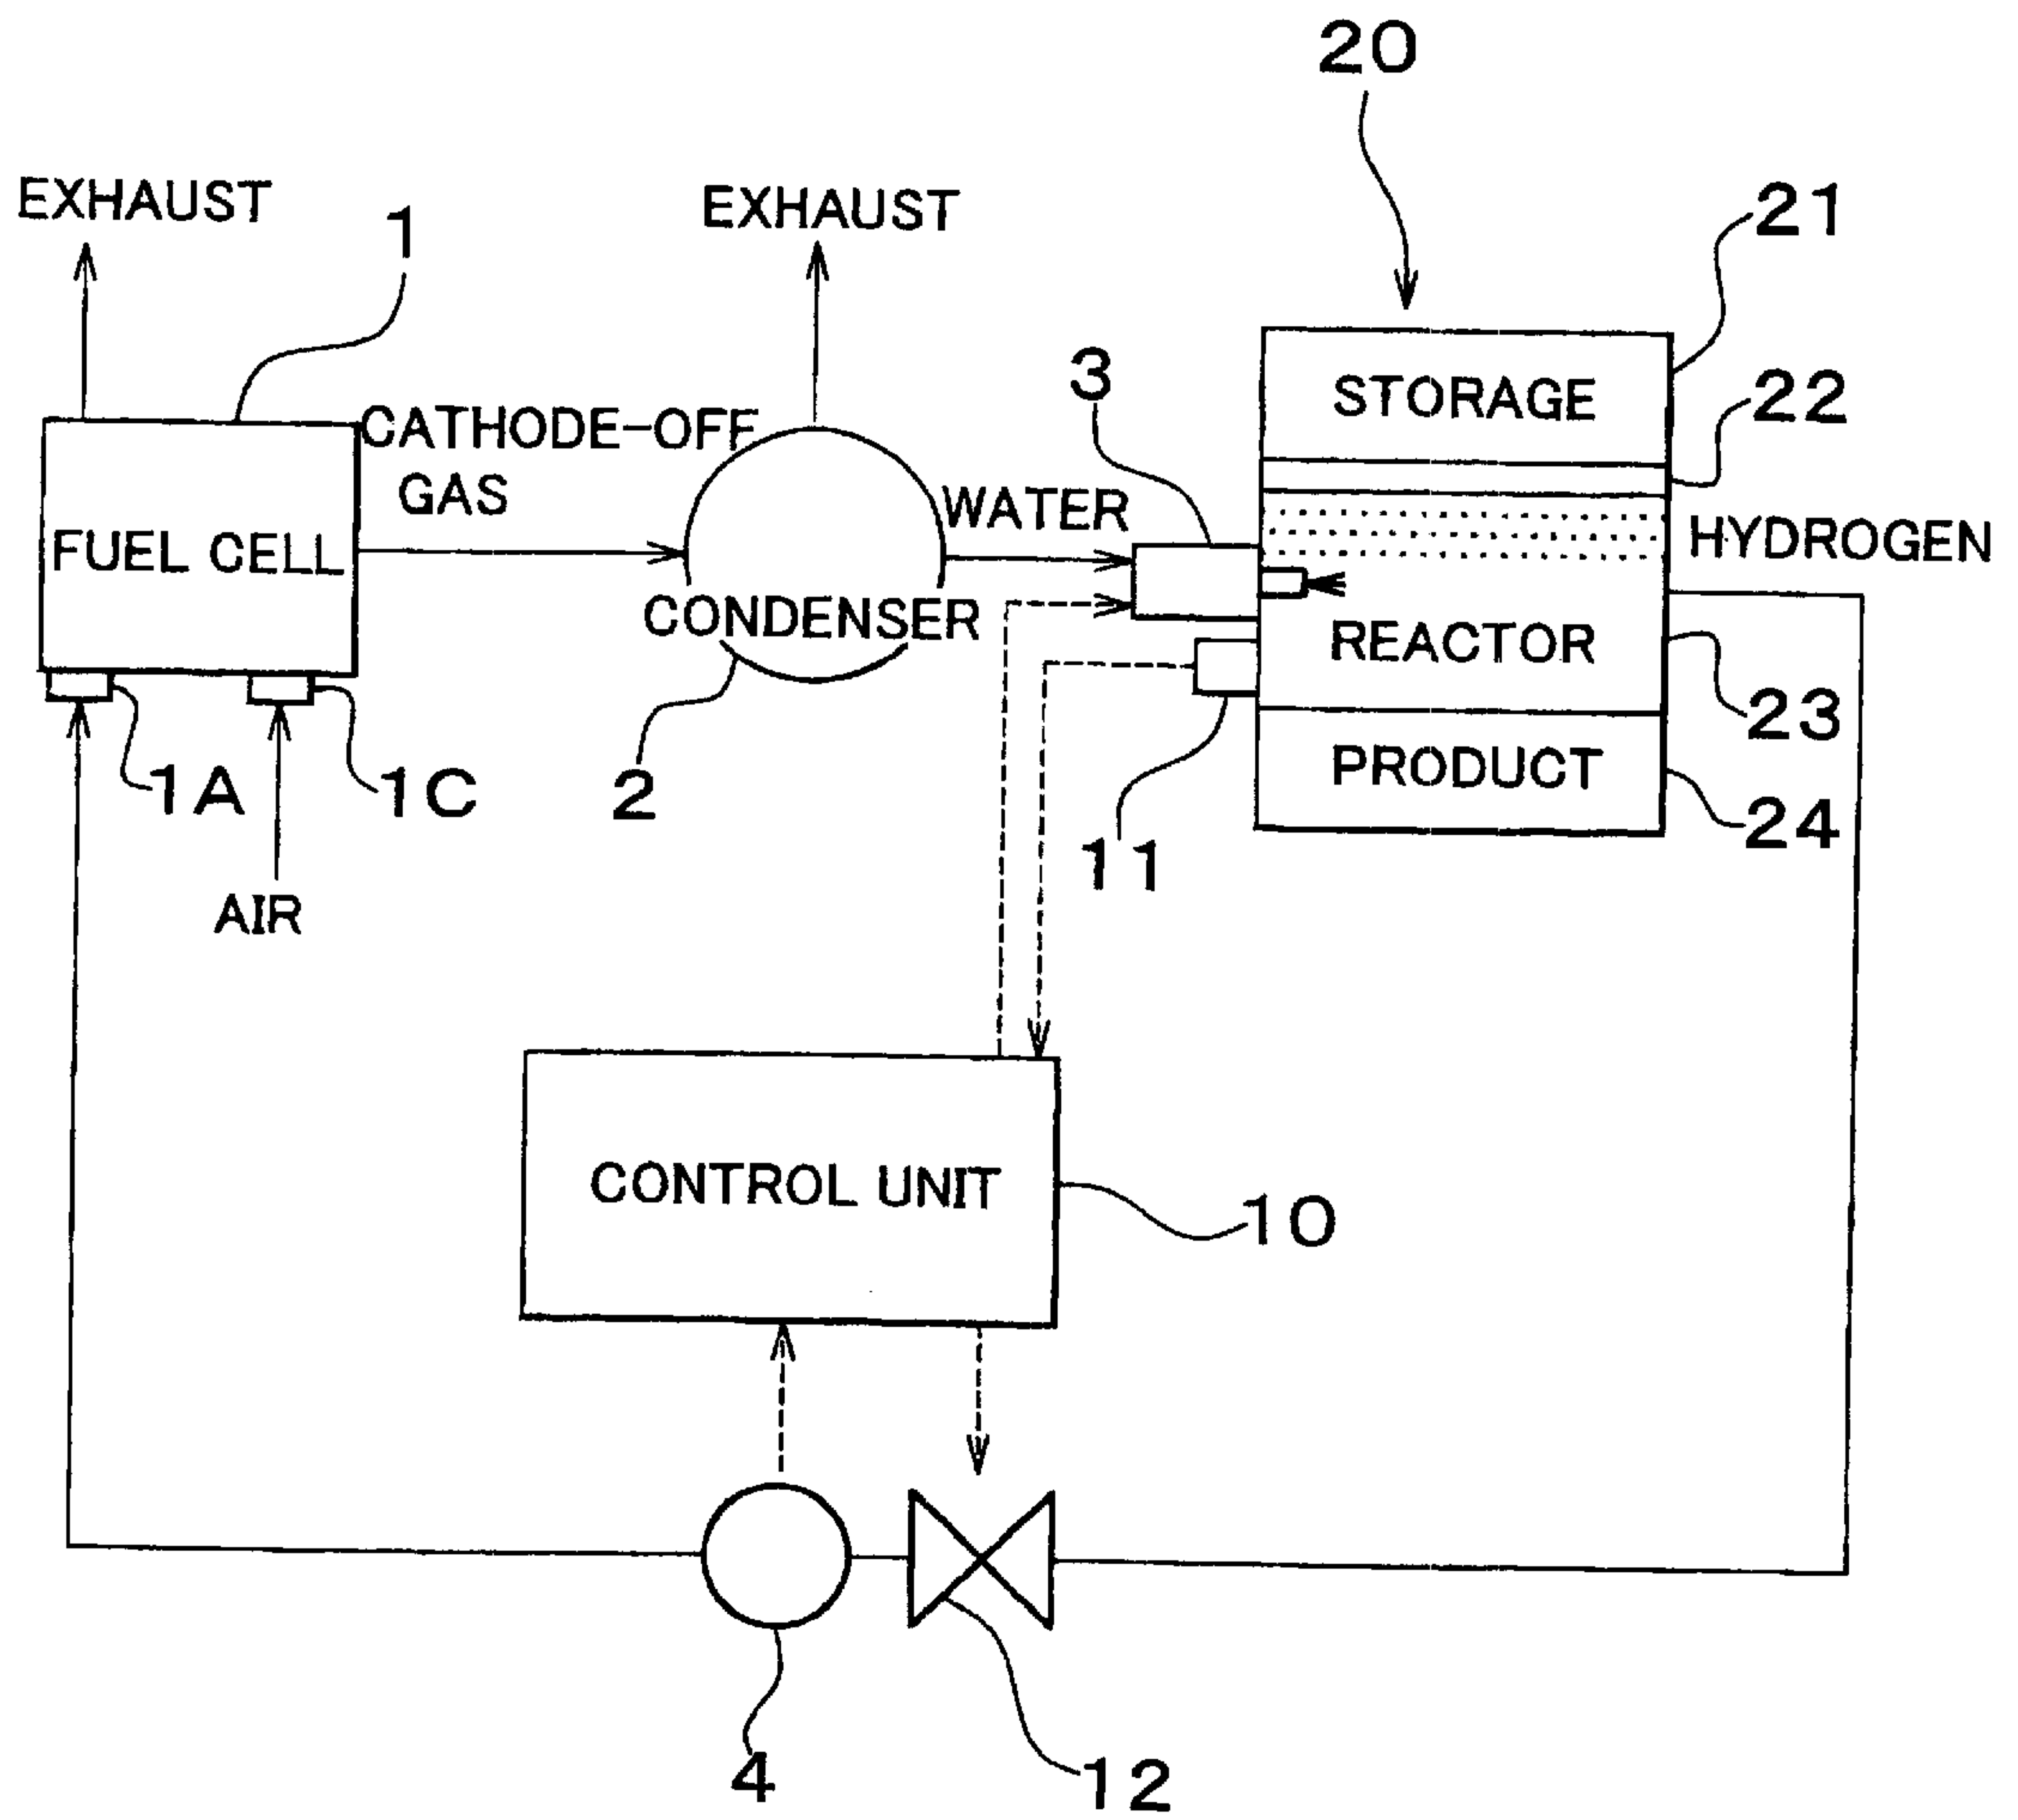 20
EXHAUST
1
EXHAUST
21
3
STORAGE
22
CATHODE-OFF
GAS
WATER
HYDROGEN
FUEL CELL
CONDENSER
REACTOR
23
1A
1C
2
PRODUCT
24
11
AIR
CONTROL UNIT
10
4
12